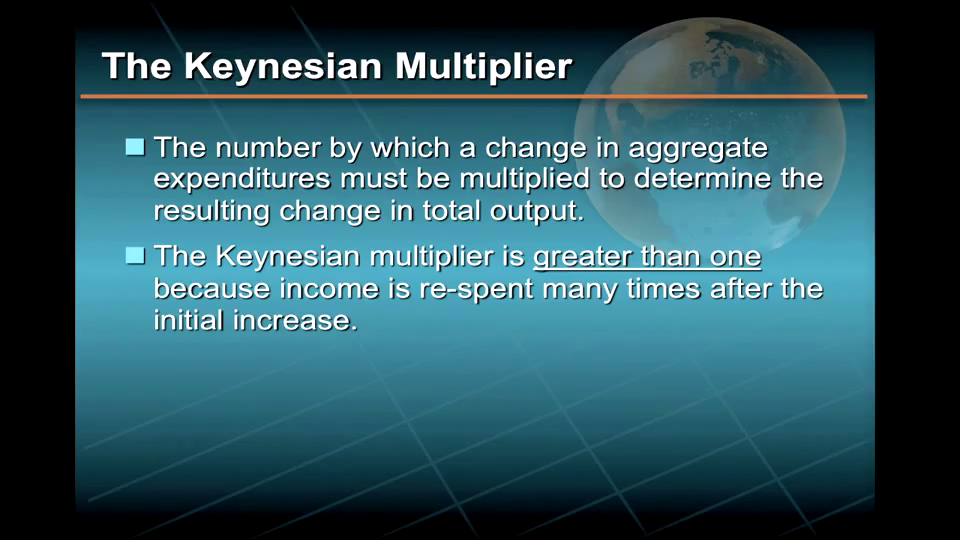 The Keynesian Multiplier
The number by which a change in aggregate
expenditures must be multiplied to determine the
resulting change in total output.
The Keynesian multiplier is greater than one
because income is re-spent many times after the
initial increase.